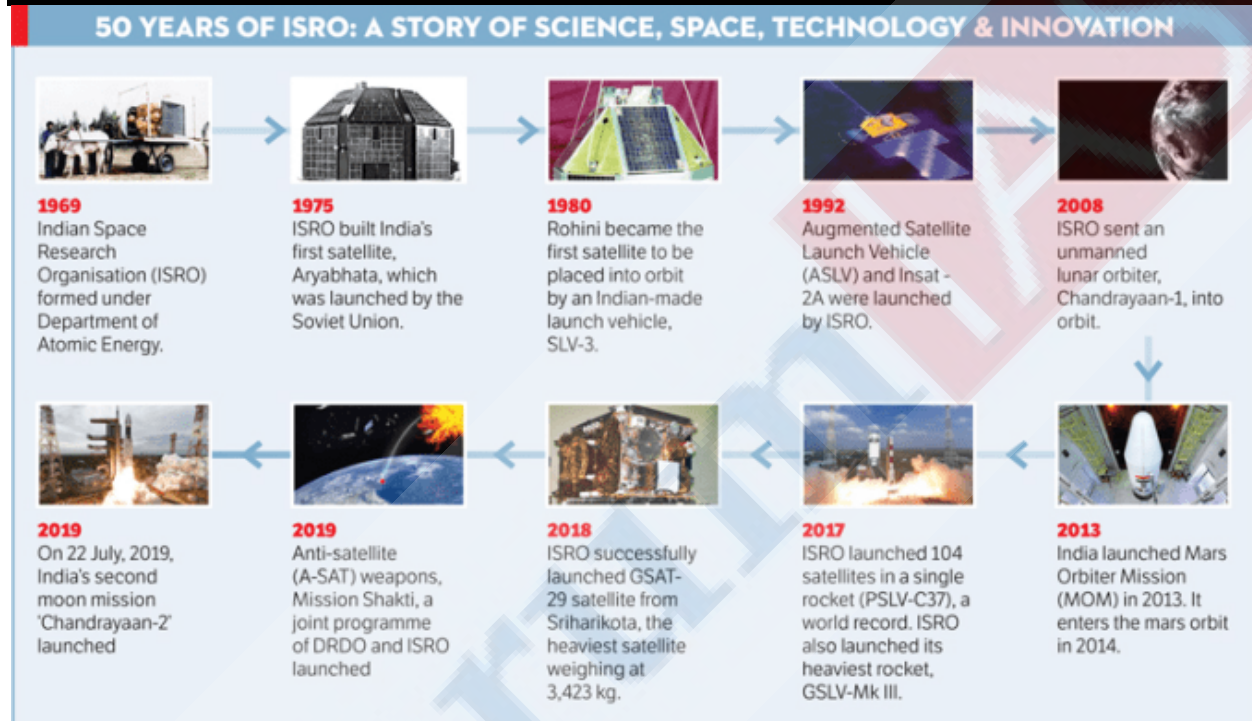 50 YEARS OF ISRO: A STORY OF SCIENCE, SPACE, TECHNOLOGY & INNOVATION
1969
Indian Space
Research
Organisation (ISRO)
formed under
Department of
Atomic Energy.
1975
ISRO built India's
first satellite,
Aryabhata, which
was launched by the
Soviet Union.
1980
Rohini became the
first satellite to be
placed into orbit
by an Indian-made
launch vehicle,
SLV-3.
1992
Augmented Satellite
Launch Vehicle
(ASLV) and Insat -
2A were launched
by ISRO.
2008
ISRO sent an
unmanned
lunar orbiter,
Chandrayaan-1, into
orbit.
2013
India launched Mars
Orbiter Mission
(MOM) in 2013. It
enters the mars orbit
in 2014.
2017
ISRO launched 104
satellites in a single
rocket (PSLV-C37), a
world record. ISRO
also launched its
heaviest rocket,
GSLV-Mk III.
2018
ISRO successfully
launched GSAT-
29 satellite from
Sriharikota, the
heaviest satellite
weighing at
3,423 kg.
2019
Anti-satellite
(A-SAT) weapons,
Mission Shakti, a
joint programme
of DRDO and ISRO
launched
2019
On 22 July, 2019,
India's second
moon mission
'Chandrayaan-2'
launched